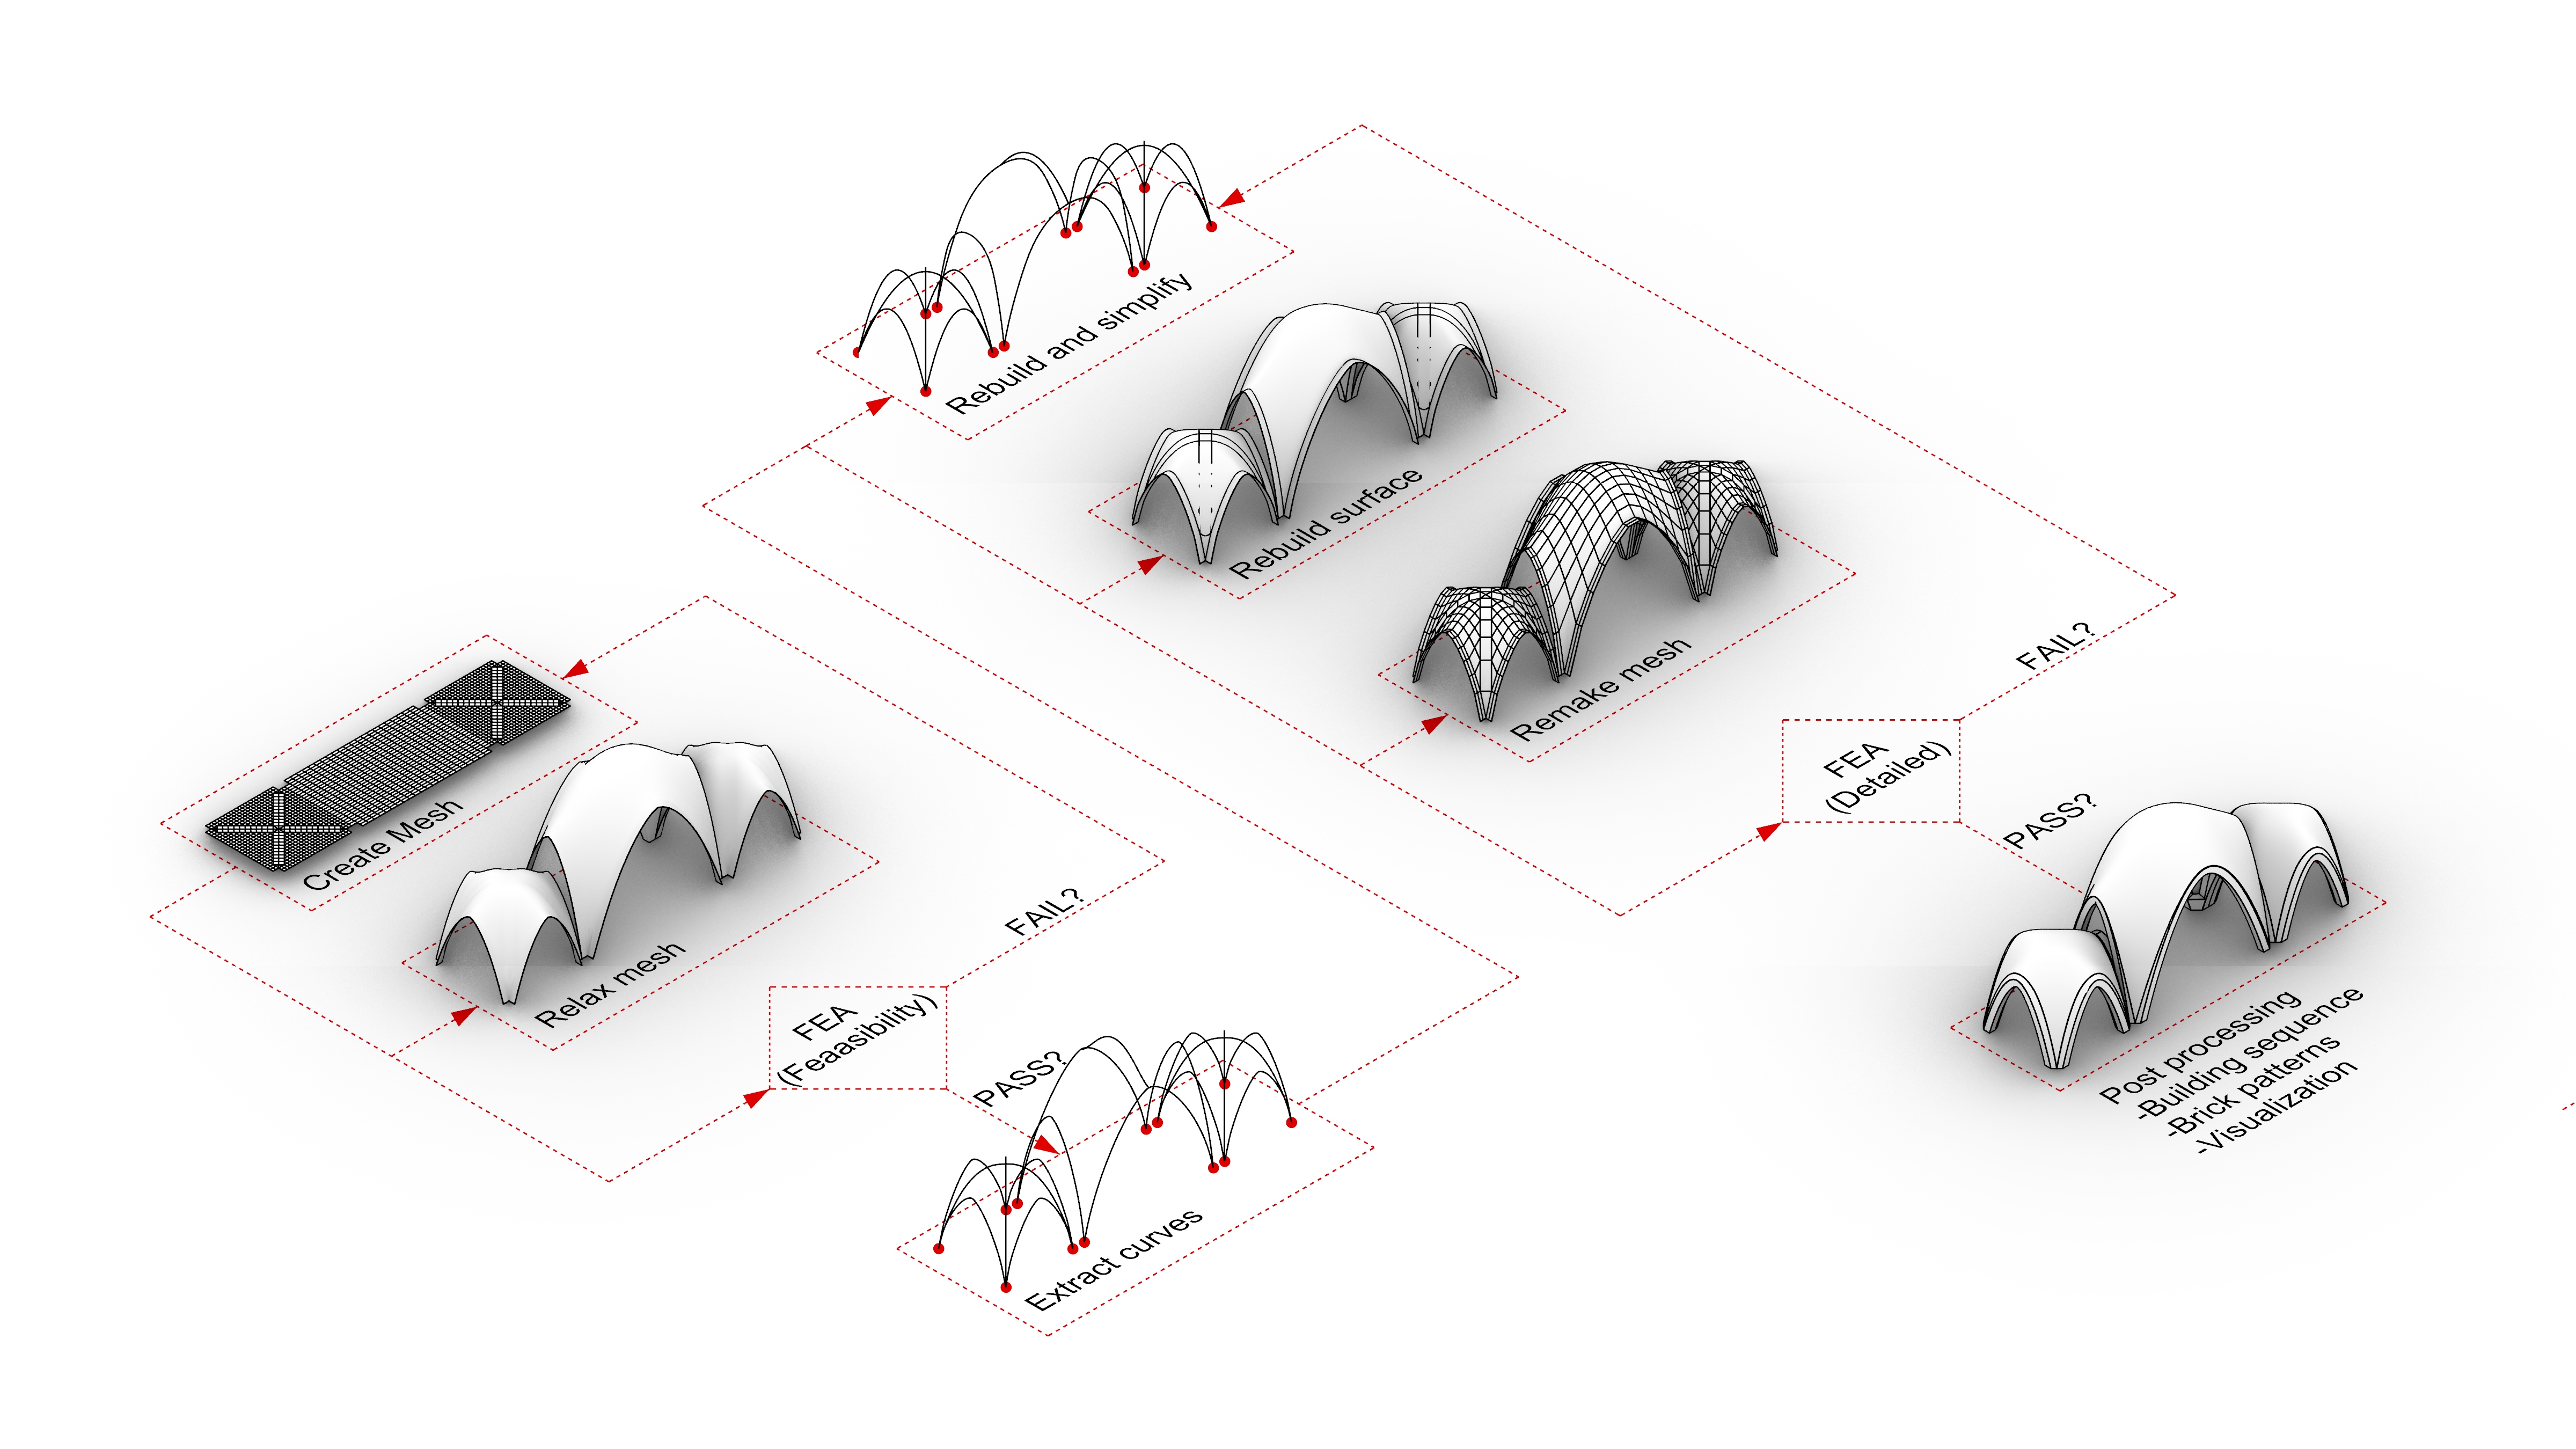 Create Mesh
Relax mesh
FEA
(Feaasibility)
FAIL?
PASS?
Extract curves
Rebuild and simplify
Rebuild surface
Remake mesh
FEA
(Detailed)
FAIL?
PASS?
Post processing
-Building sequence
-Brick patterns
-Visualization